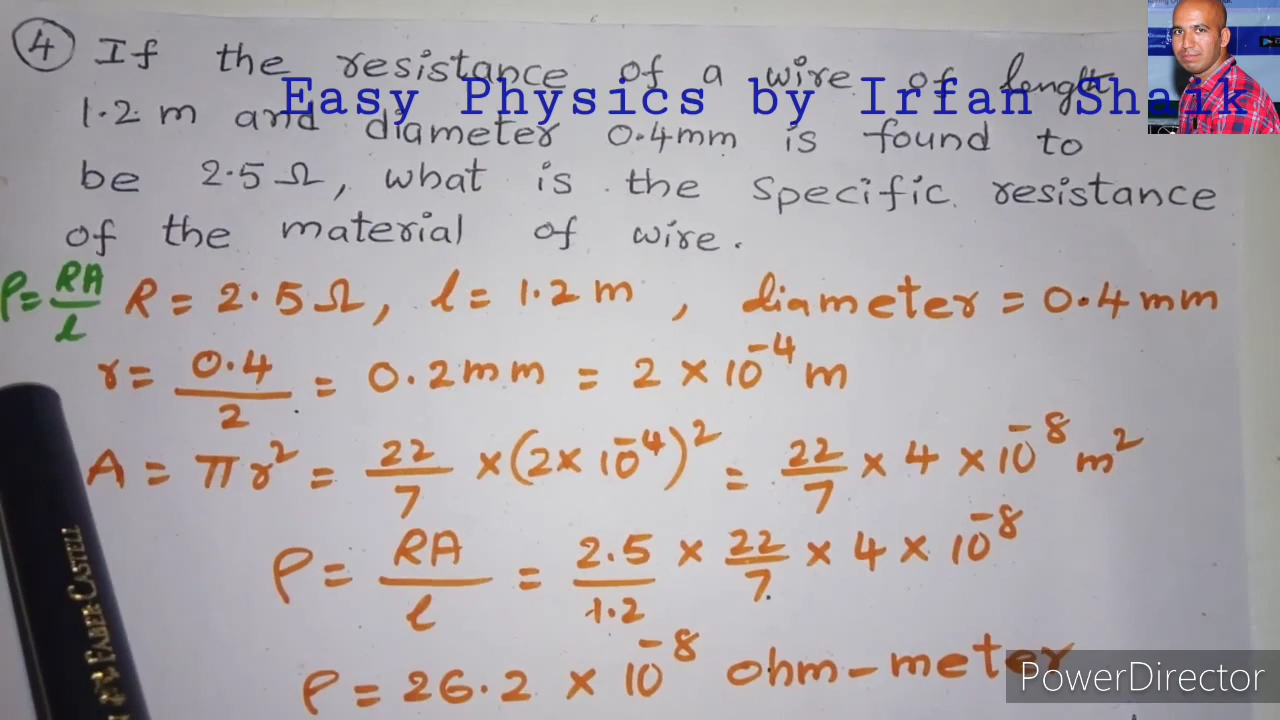 ④ If the resistance of a wire of length
Easy Physics by Irfan Shaik
1.2 m and diameter 0.4mm is found to
be 2.5 Ω, what is the specific resistance
of the material of wire.
ρ = RA/l R = 2.5 Ω, l = 1.2 m, diameter = 0.4 mm
r = 0.4/2 = 0.2 mm = 2 × 10⁻⁴ m
A = πr² = 22/7 × (2 × 10⁻⁴)² = 22/7 × 4 × 10⁻⁸ m²
ρ = RA/l = 2.5/1.2 × 22/7 × 4 × 10⁻⁸
ρ = 26.2 × 10⁻⁸ ohm-meter
PowerDirector
FABER-CASTELL